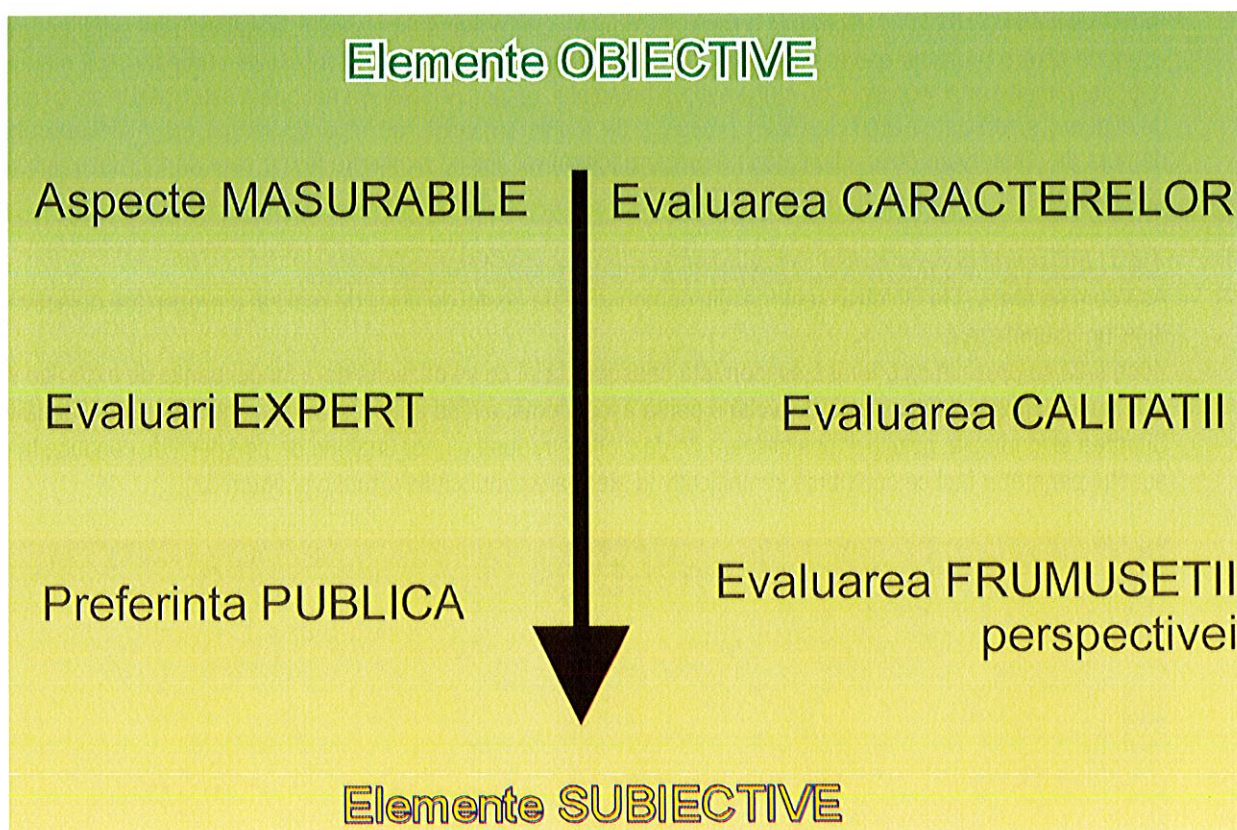 Elemente OBIECTIVE
Aspecte MASURABILE
Evaluarea CARACTERELOR
Evaluari EXPERT
Evaluarea CALITATII
Preferinta PUBLICA
Evaluarea FRUMUSETII
perspectivei
Elemente SUBIECTIVE